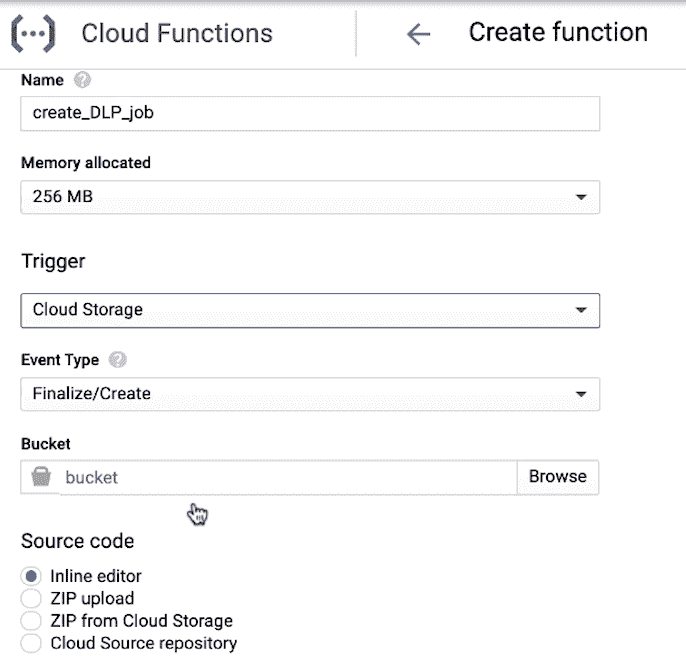 Cloud Functions
Create function
Name
create_DLP_job
Memory allocated
256 MB
Trigger
Cloud Storage
Event Type
Finalize/Create
Bucket
bucket
Browse
Source code
Inline editor
ZIP upload
ZIP from Cloud Storage
Cloud Source repository